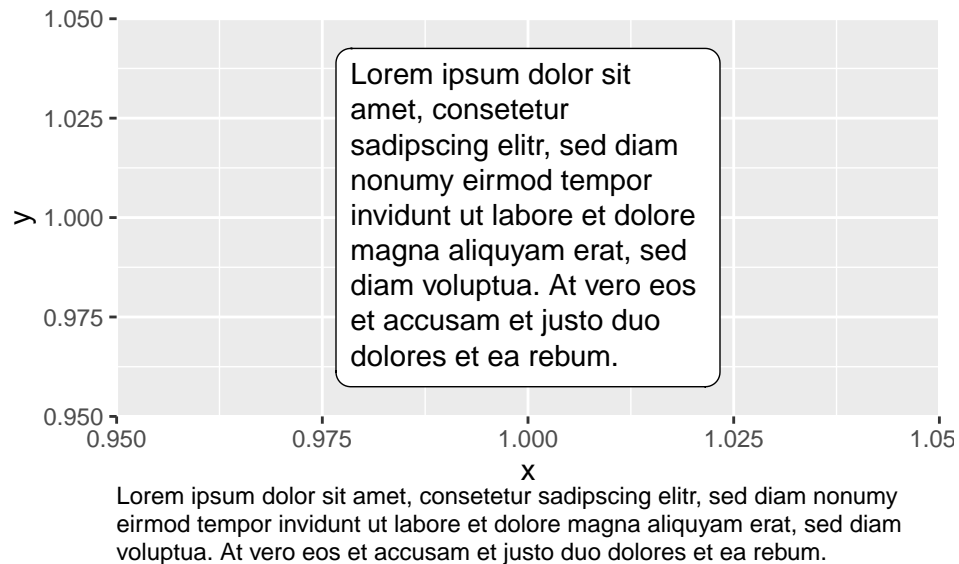 1.050
Lorem ipsum dolor sit
amet, consetetur
1.025
sadipscing elitr, sed diam
nonumy eirmod tempor
y
1.000
invidunt ut labore et dolore
magna aliquyam erat, sed
diam voluptua. At vero eos
0.975
et accusam et justo duo
dolores et ea rebum.
0.950
0.950 0.975 1.000 1.025 1.05
x
Lorem ipsum dolor sit amet, consetetur sadipscing elitr, sed diam nonumy
eirmod tempor invidunt ut labore et dolore magna aliquyam erat, sed diam
voluptua. At vero eos et accusam et justo duo dolores et ea rebum.